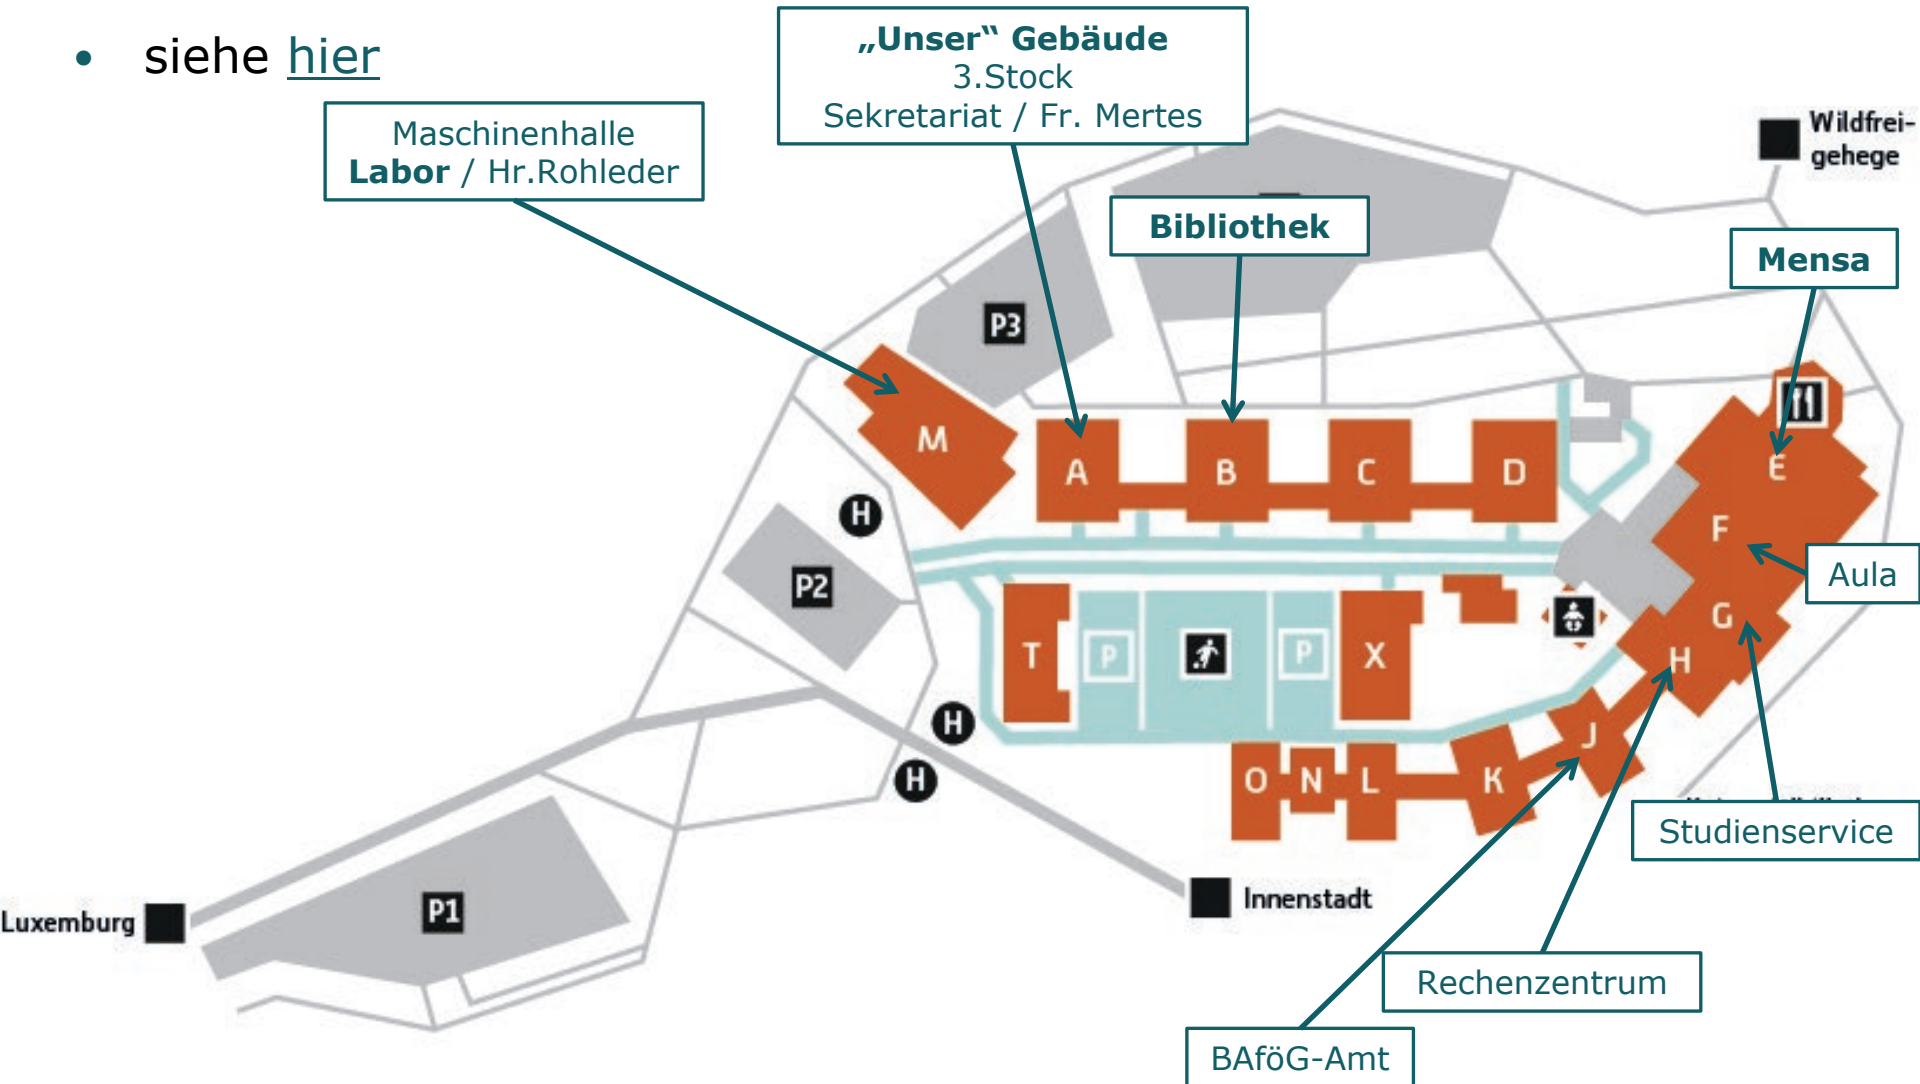 • siehe hier
„Unser“ Gebäude
3.Stock
Sekretariat / Fr. Mertes
Maschinenhalle
Labor / Hr.Rohleder
Wildfrei-
gehege
Bibliothek
Mensa
P3
M
A
B
C
D
E
H
F
P2
Aula
G
T
P
P
X
H
H
J
H
O
N
L
K
Studienservice
P1
Innenstadt
Luxemburg
Rechenzentrum
BAföG-Amt